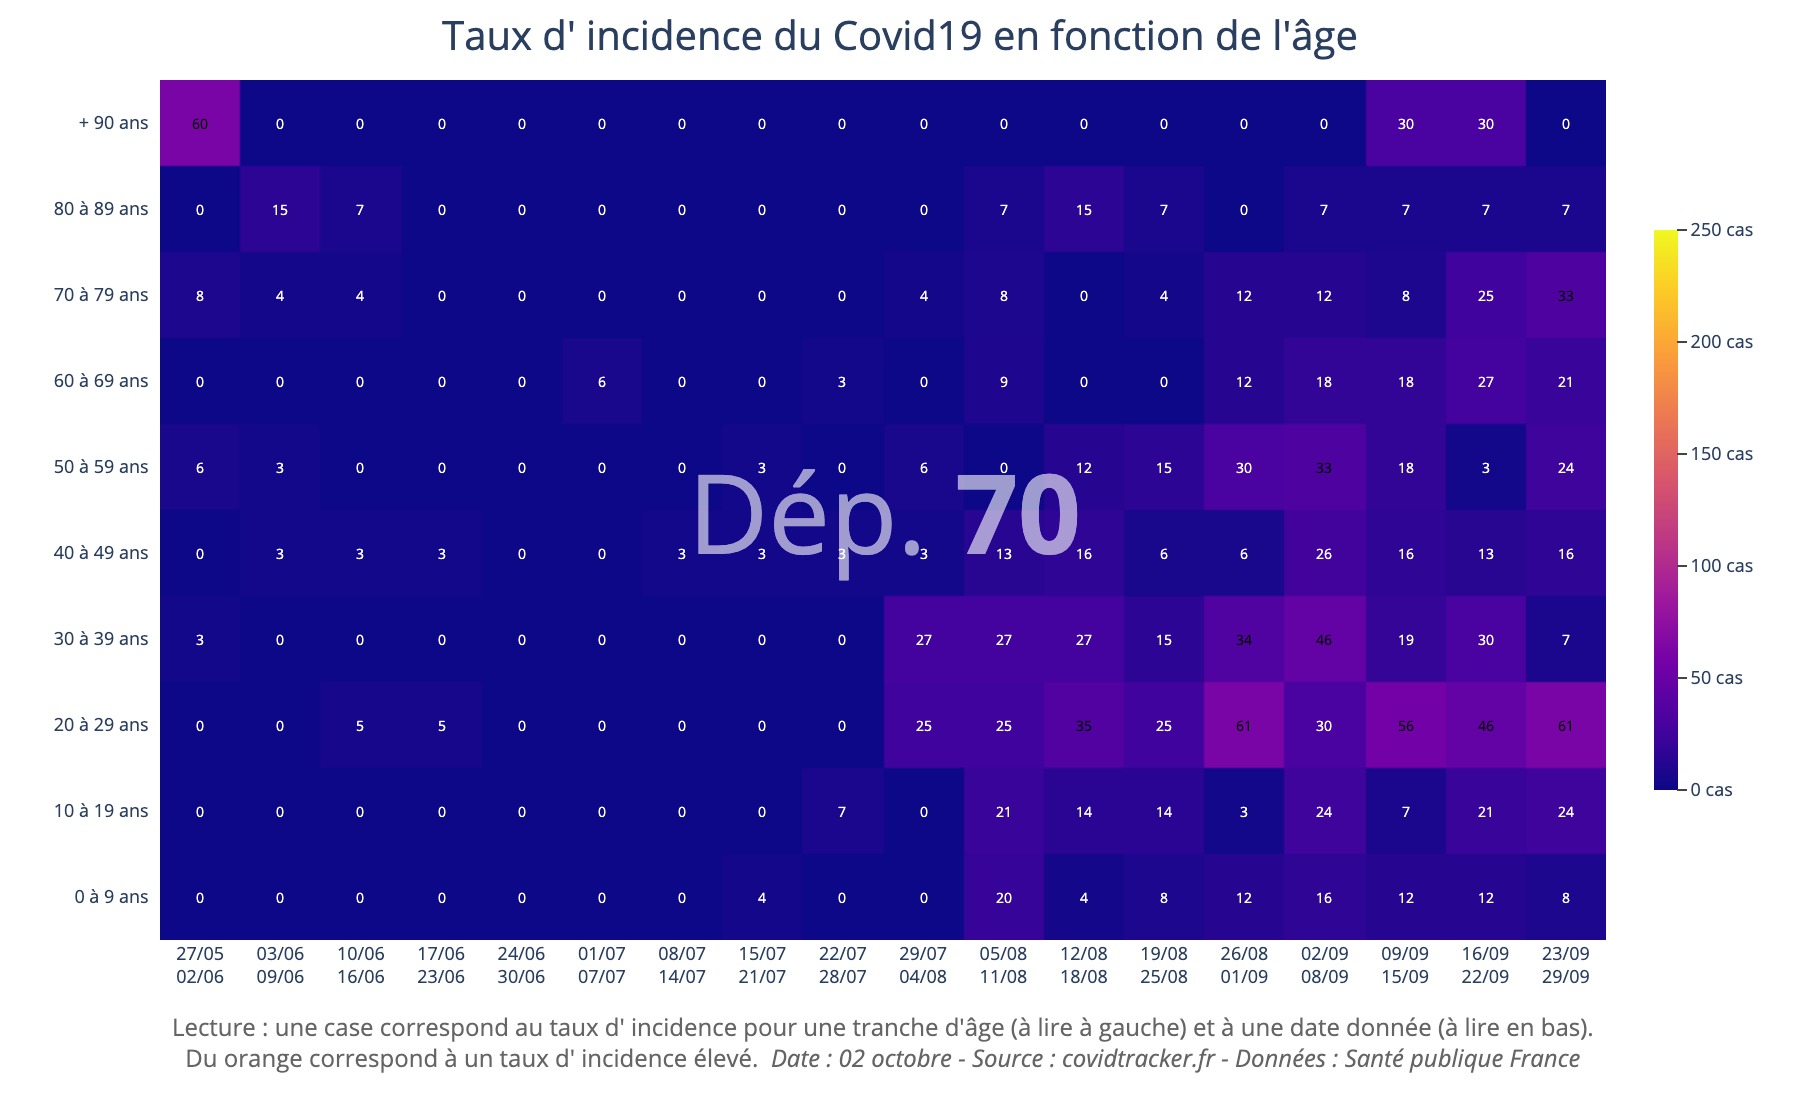 Taux d' incidence du Covid19 en fonction de l'âge
+ 90 ans 60 0 0 0 0 0 0 0 0 0 0 0 0 0 0 30 30 0
80 à 89 ans 0 15 7 0 0 0 0 0 0 0 7 15 7 0 7 7 7 7
70 à 79 ans 8 4 4 0 0 0 0 0 0 4 8 0 4 12 12 8 25 33
60 à 69 ans 0 0 0 0 0 6 0 0 3 0 9 0 0 12 18 18 27 21
50 à 59 ans 6 3 0 0 0 0 0 3 0 6 0 12 15 30 33 18 3 24
Dép. 70
40 à 49 ans 0 3 3 3 0 0 3 3 3 3 13 16 6 6 26 16 13 16
30 à 39 ans 3 0 0 0 0 0 0 0 0 27 27 27 15 34 46 19 30 7
20 à 29 ans 0 0 5 5 0 0 0 0 0 25 25 35 25 61 30 56 46 61
10 à 19 ans 0 0 0 0 0 0 0 0 7 0 21 14 14 3 24 7 21 24
0 à 9 ans 0 0 0 0 0 0 0 4 0 0 20 4 8 12 16 12 12 8
27/05 03/06 10/06 17/06 24/06 01/07 08/07 15/07 22/07 29/07 05/08 12/08 19/08 26/08 02/09 09/09 16/09 23/09
02/06 09/06 16/06 23/06 30/06 07/07 14/07 21/07 28/07 04/08 11/08 18/08 25/08 01/09 08/09 15/09 22/09 29/09
250 cas
200 cas
150 cas
100 cas
50 cas
0 cas
Lecture : une case correspond au taux d' incidence pour une tranche d'âge (à lire à gauche) et à une date donnée (à lire en bas).
Du orange correspond à un taux d' incidence élevé. Date : 02 octobre - Source : covidtracker.fr - Données : Santé publique France